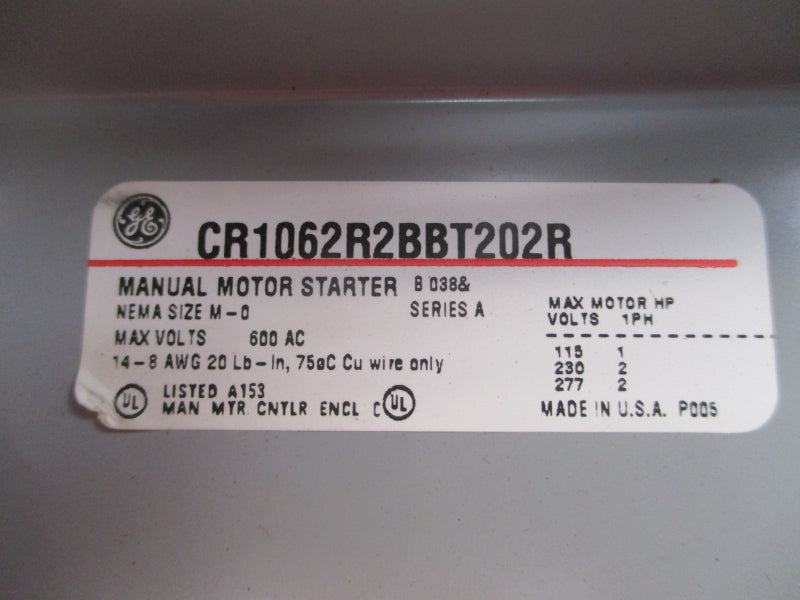 GE
CR1062R2BBT202R
MANUAL MOTOR STARTER B 038&
NEMA SIZE M-0 SERIES A
MAX VOLTS 600 AC
14-8 AWG 20 Lb-In, 75øC Cu wire only
UL LISTED A153
MAN MTR CNTLR ENCL C UL
MAX MOTOR HP
VOLTS 1PH
115 1
230 2
277 2
MADE IN U.S.A. P005